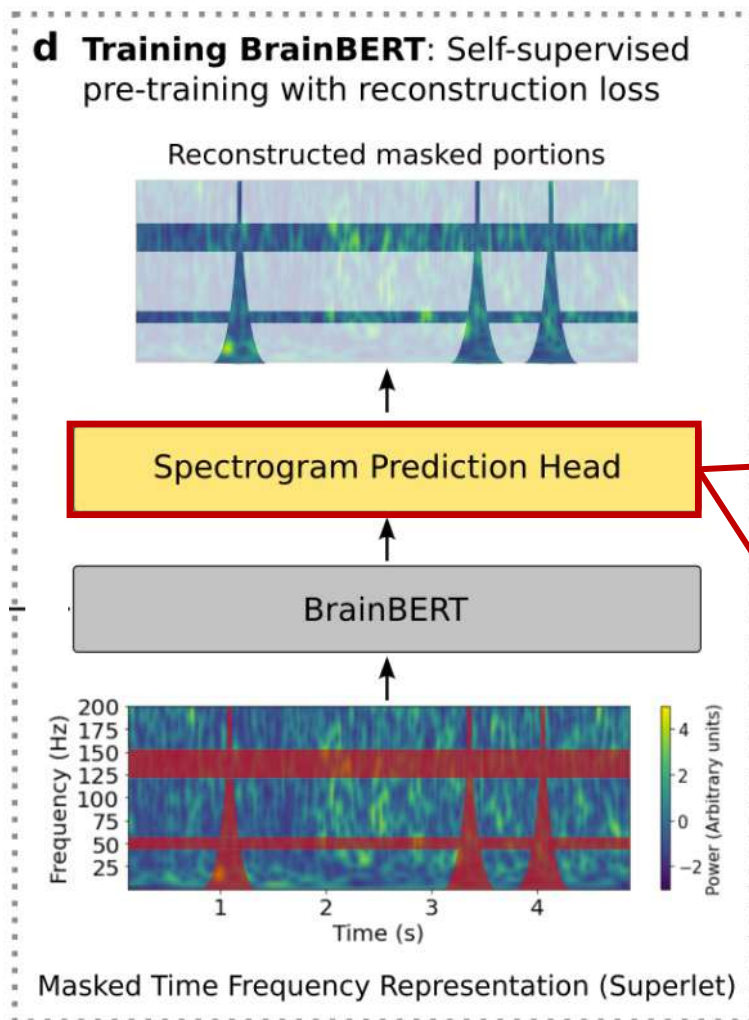 d Training BrainBERT: Self-supervised
pre-training with reconstruction loss
Reconstructed masked portions
Spectrogram Prediction Head
BrainBERT
Frequency (Hz)
200
175
150
125
100
75
50
25
1 2 3 4
Time (s)
4
2
0
−2
Power (Arbitrary units)
Masked Time Frequency Representation (Superlet)